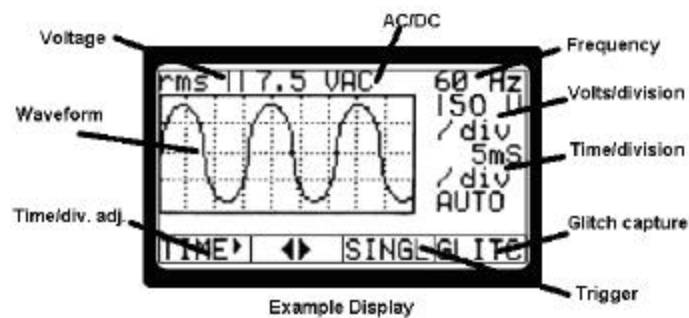 AC/DC
Voltage
Frequency
rms 117.5 VAC
60 Hz
Volts/division
150 V
/div
Waveform
Time/division
5mS
/div
AUTO
Time/div. adj.
Glitch capture
TIME
SINGL
GLITC
Trigger
Example Display